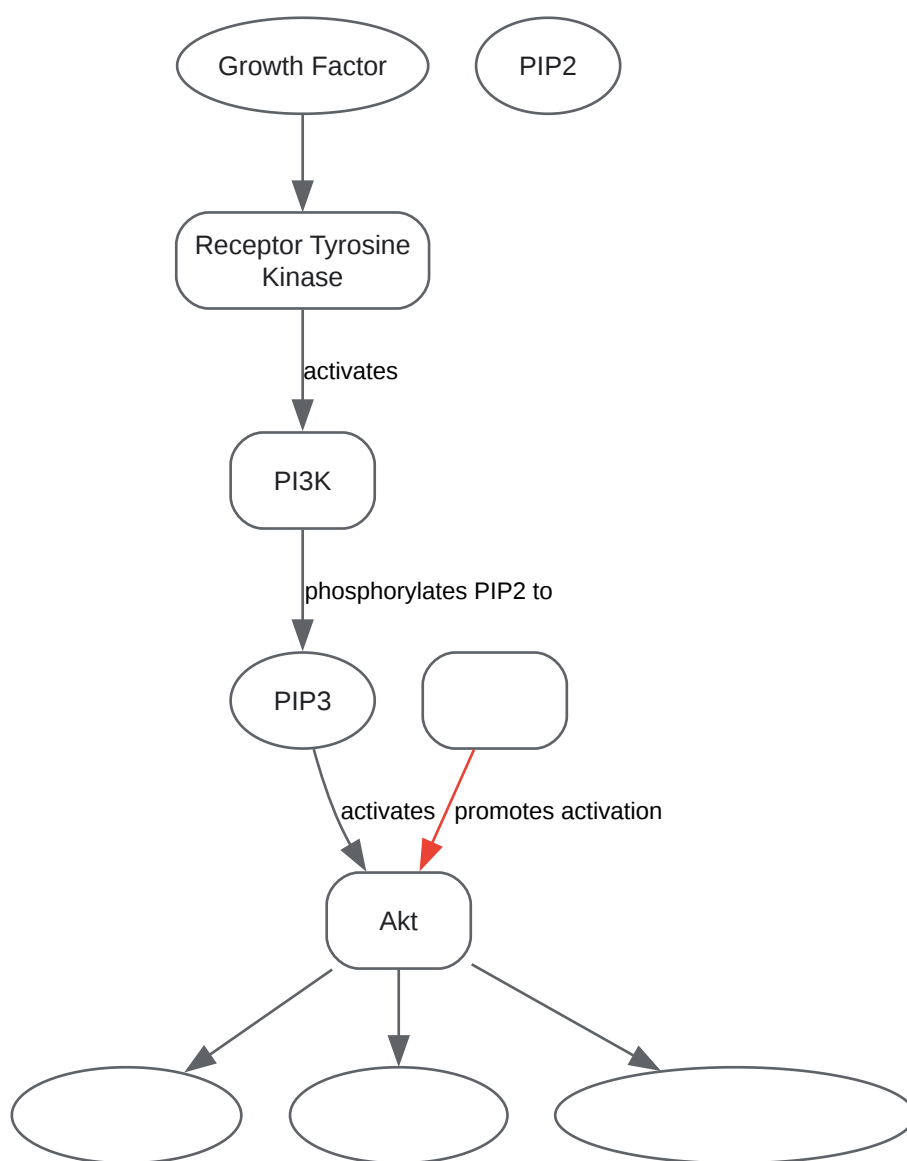 Growth Factor
PIP2
Receptor Tyrosine
Kinase
activates
PI3K
phosphorylates PIP2 to
PIP3
activates
promotes activation
Akt